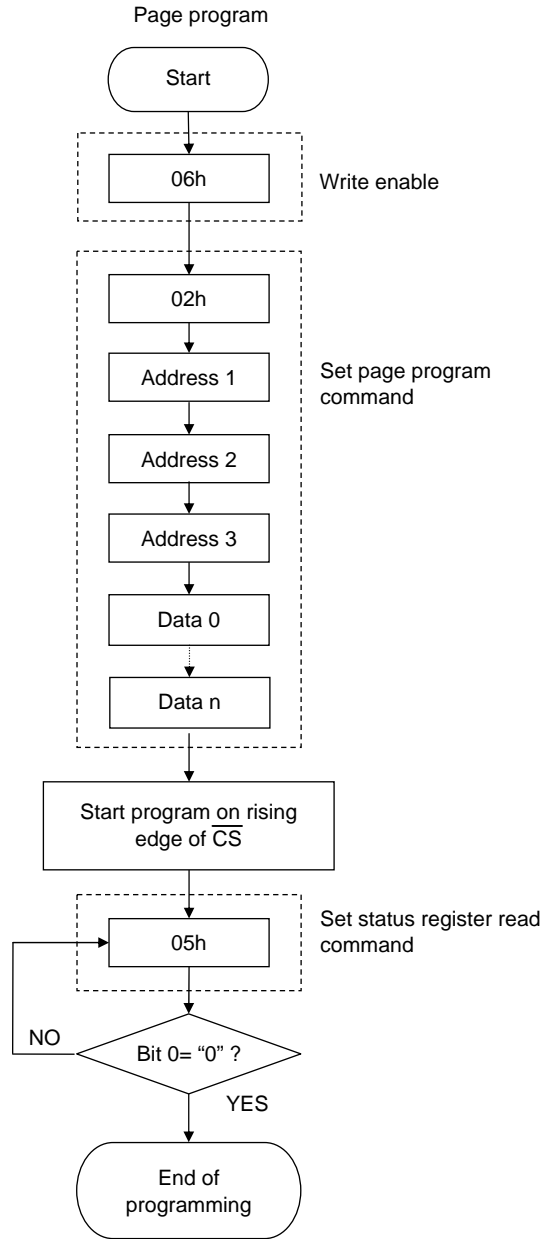 Page program
Start
06h
Write enable
02h
Address 1
Set page program
command
Address 2
Address 3
Data 0
Data n
Start program on rising
edge of C̅S̅
Set status register read
command
05h
NO
Bit 0= “0” ?
YES
End of
programming